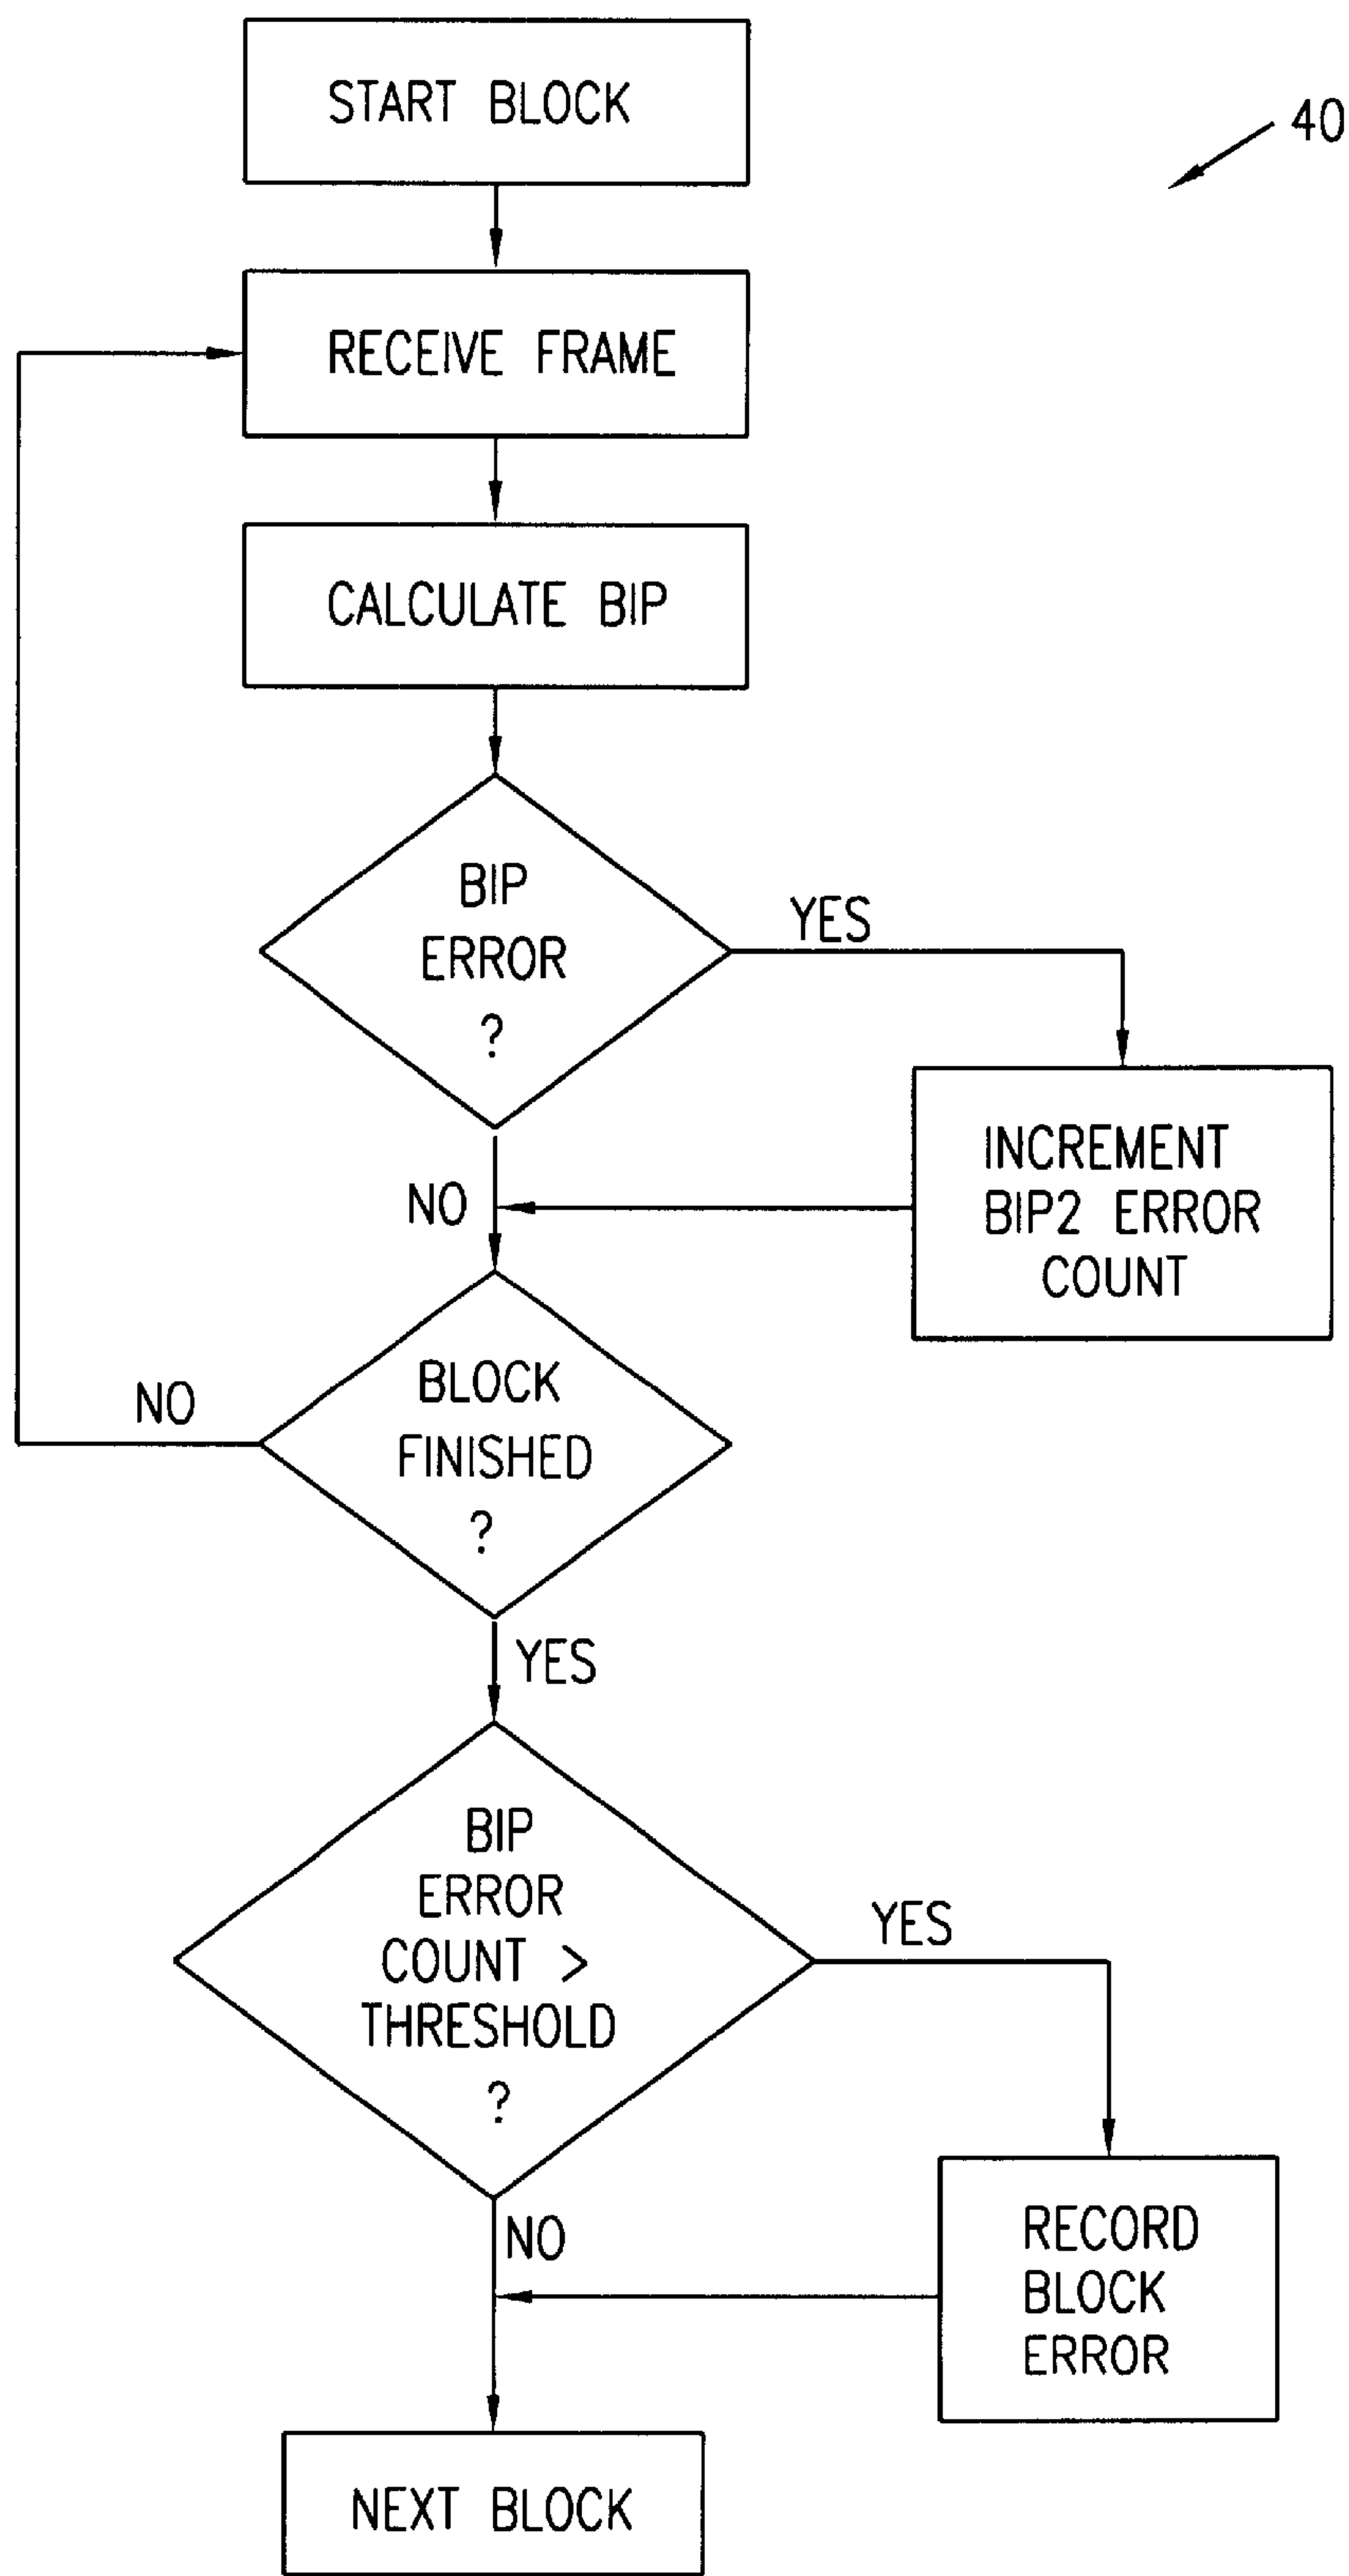 START BLOCK
40
RECEIVE FRAME
CALCULATE BIP
BIP
ERROR
?
YES
INCREMENT
BIP2 ERROR
COUNT
NO
BLOCK
FINISHED
?
NO
YES
BIP
ERROR
COUNT >
THRESHOLD
?
YES
RECORD
BLOCK
ERROR
NO
NEXT BLOCK